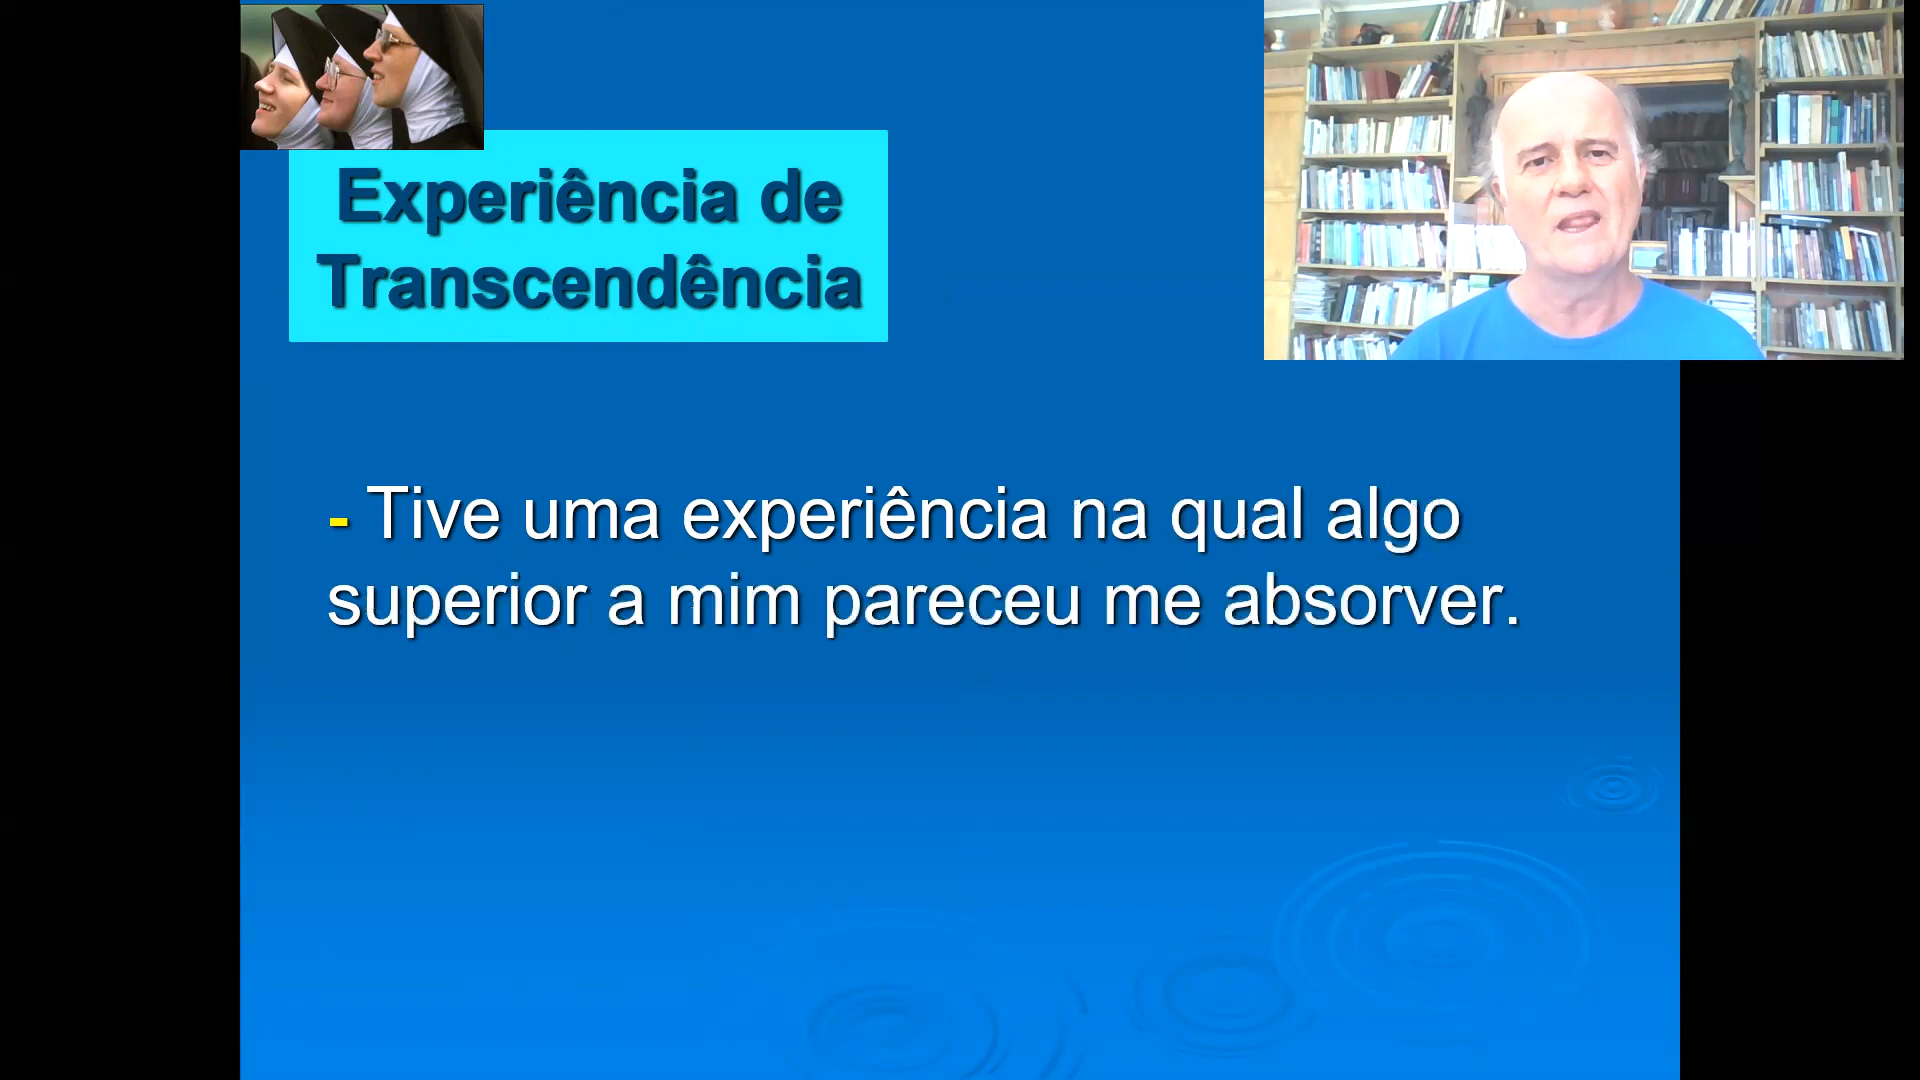 Experiência de
Transcendência
- Tive uma experiência na qual algo
superior a mim pareceu me absorver.